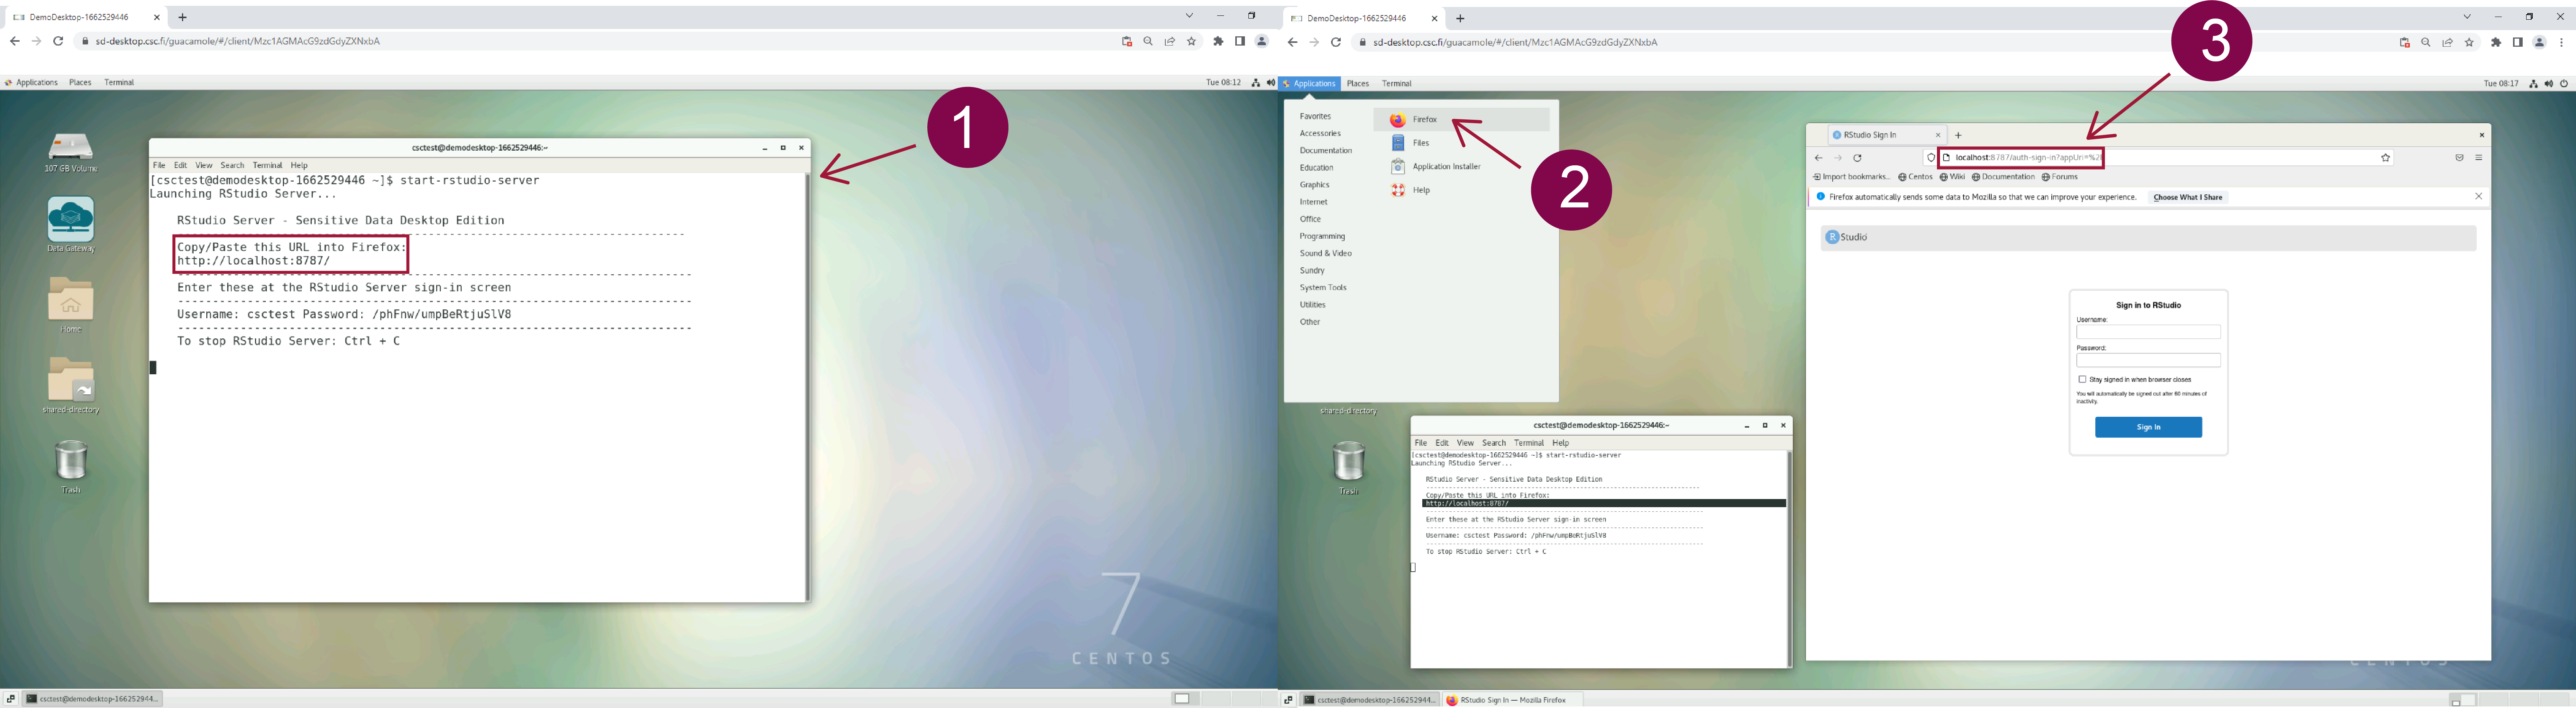 DemoDesktop-1662529446
sd-desktop.csc.fi/guacamole/#/client/Mzc1AGMAcG9zdGdyZXNxbA
Applications Places Terminal
Tue 08:12
107 GB Volume
Data Gateway
Home
shared-directory
Trash
csctest@demodesktop-1662529446:~
File Edit View Search Terminal Help
[csctest@demodesktop-1662529446 ~]$ start-rstudio-server
Launching RStudio Server...
RStudio Server - Sensitive Data Desktop Edition
Copy/Paste this URL into Firefox:
http://localhost:8787/
Enter these at the RStudio Server sign-in screen
Username: csctest Password: /phFnw/umpBeRtjuSlV8
To stop RStudio Server: Ctrl + C
1
7
CENTOS
csctest@demodesktop-166252944...
DemoDesktop-1662529446
sd-desktop.csc.fi/guacamole/#/client/Mzc1AGMAcG9zdGdyZXNxbA
Applications Places Terminal
Tue 08:17
Favorites
Accessories
Documentation
Education
Graphics
Internet
Office
Programming
Sound & Video
Sundry
System Tools
Utilities
Other
Firefox
Files
Application Installer
Help
2
3
shared-directory
Trash
csctest@demodesktop-1662529446:~
File Edit View Search Terminal Help
[csctest@demodesktop-1662529446 ~]$ start-rstudio-server
Launching RStudio Server...
RStudio Server - Sensitive Data Desktop Edition
Copy/Paste this URL into Firefox:
http://localhost:8787/
Enter these at the RStudio Server sign-in screen
Username: csctest Password: /phFnw/umpBeRtjuSlV8
To stop RStudio Server: Ctrl + C
RStudio Sign In
localhost:8787/auth-sign-in?appUri=%2
Import bookmarks... Centos Wiki Documentation Forums
Firefox automatically sends some data to Mozilla so that we can improve your experience. Choose What I Share
R Studio
Sign in to RStudio
Username:
Password:
Stay signed in when browser closes
You will automatically be signed out after 60 minutes of
inactivity.
Sign In
CENTOS
csctest@demodesktop-166252944...
RStudio Sign In — Mozilla Firefox